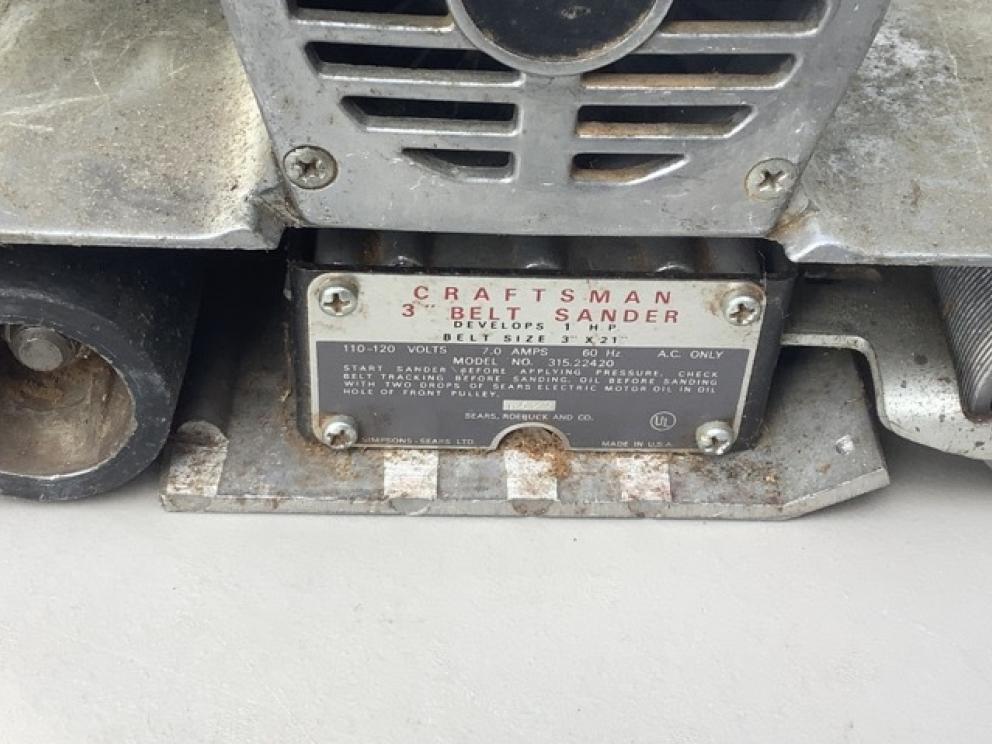 CRAFTSMAN
3" BELT SANDER
DEVELOPS 1 HP
BELT SIZE 3" X 21"
110-120 VOLTS 7.0 AMPS 60 Hz A.C. ONLY
MODEL NO. 315.22420
START SANDER BEFORE APPLYING PRESSURE, CHECK
BELT TRACKING BEFORE SANDING, OIL BEFORE SANDING
WITH TWO DROPS OF SEARS ELECTRIC MOTOR OIL IN OIL
HOLE OF FRONT PULLEY.
SEARS, ROEBUCK AND CO.
UL
SIMPSONS-SEARS LTD. MADE IN U.S.A.